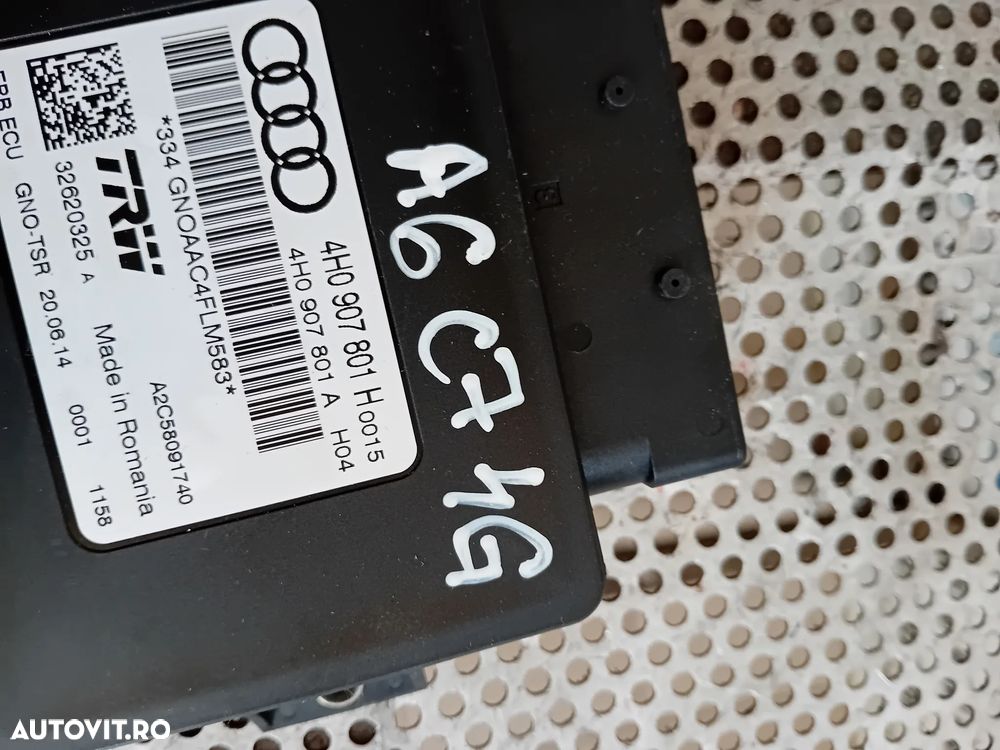 4H0 907 801 H 0015
4H0 907 801 A H04
*334 GNOAAC4FLM583*
A2C58091740
TRW
Made in Romania
32620325 A
EPB ECU GNO-TSR 20.06.14 0001 1158
A6 C7 4G
AUTOVIT.RO